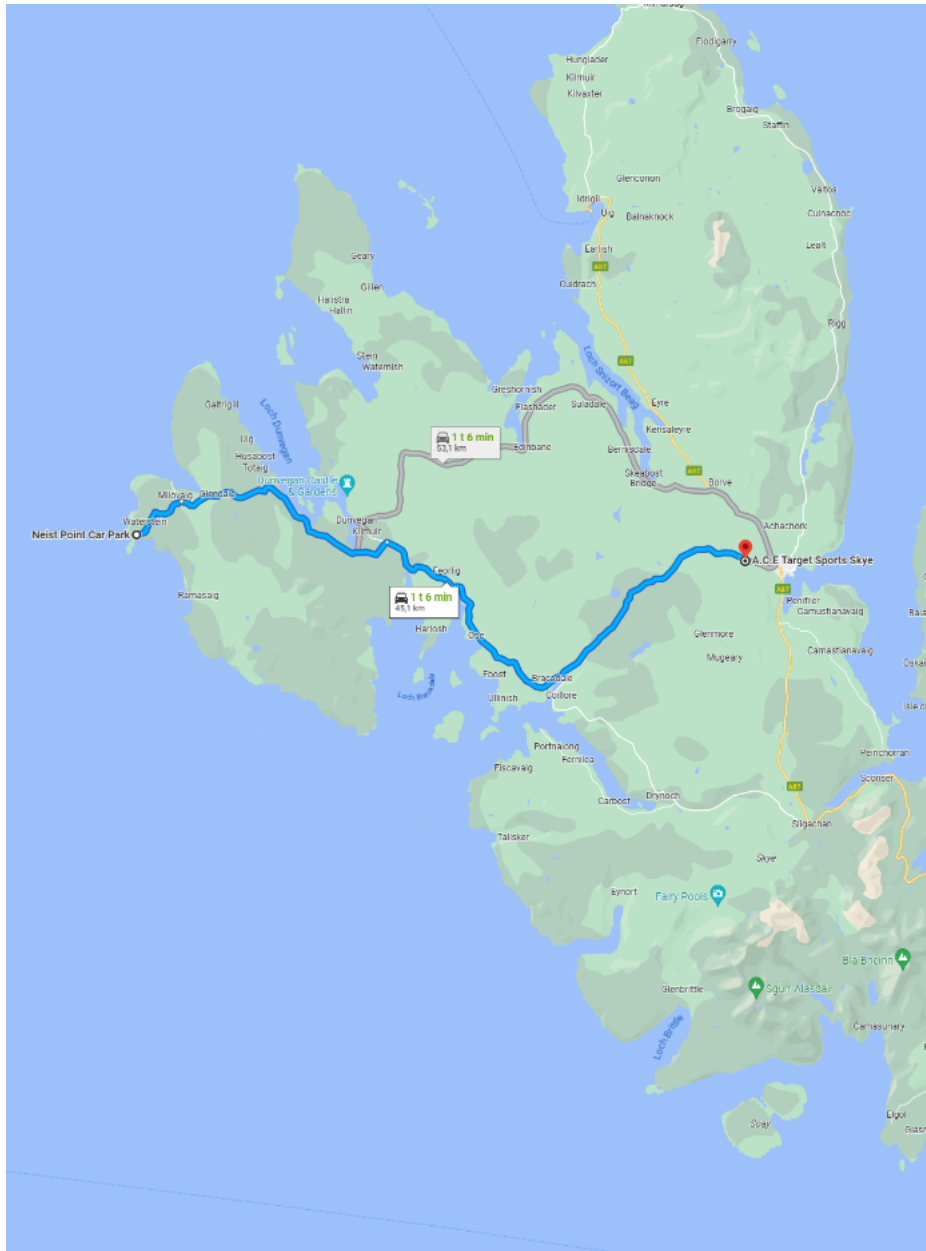 Flodigarry
Hunglader
Kilmuir
Kilvaxter
Brogaig
Staffin
Glenconon
Valtos
Idrigil
Uig
Balnaknock
Culnacnoc
Earlish
Lealt
A87
Geary
Cuidrach
Gillen
Halistra
Hallin
Rigg
Loch Snizort Beag
Stein
Waternish
A87
Greshornish
Galtrigill
Flashader
Suladale
Eyre
Loch Dunvegan
Kensaleyre
Uig
1 t 6 min
53,1 km
Edinbane
Bernisdale
Husabost
Totaig
Skeabost
Bridge
A87
Borve
Dunvegan Castle
& Gardens
Milovaig
Glendale
Waterstein
Dunvegan
Kilmuir
Achachork
Neist Point Car Park
A.C.E Target Sports Skye
Feorlig
A87
Ramasaig
1 t 6 min
45,1 km
Penifiler
Camustianavaig
Harlosh
Ose
Glenmore
Mugeary
Camastianavaig
Ebost
Bracadale
Loch Bracadale
Ullinish
Coillore
Portnalong
Fernilea
Peinchorran
Fiscavaig
Sconser
A87
Drynoch
Carbost
Sligachan
Talisker
Skye
Eynort
Fairy Pools
Blà Bheinn
Glenbrittle
Sgùrr Alasdair
Loch Brittle
Camasunary
Elgol
Soay